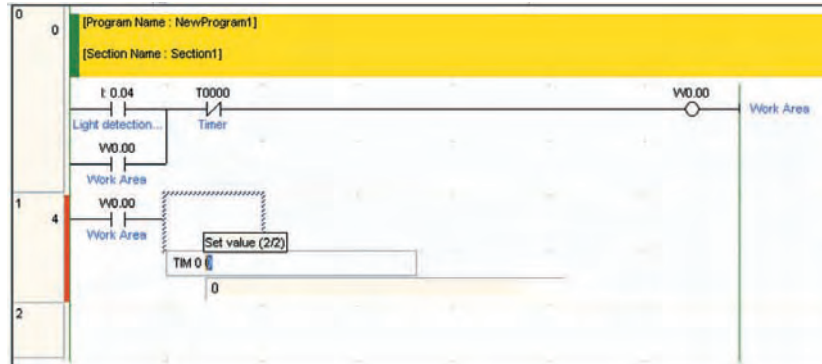 0
0
[Program Name : NewProgram1]
[Section Name : Section1]
I: 0.04 T0000 W0.00
Light detection... Timer Work Area
W0.00
Work Area
1
4
W0.00
Work Area
Set value (2/2)
TIM 0
0
2